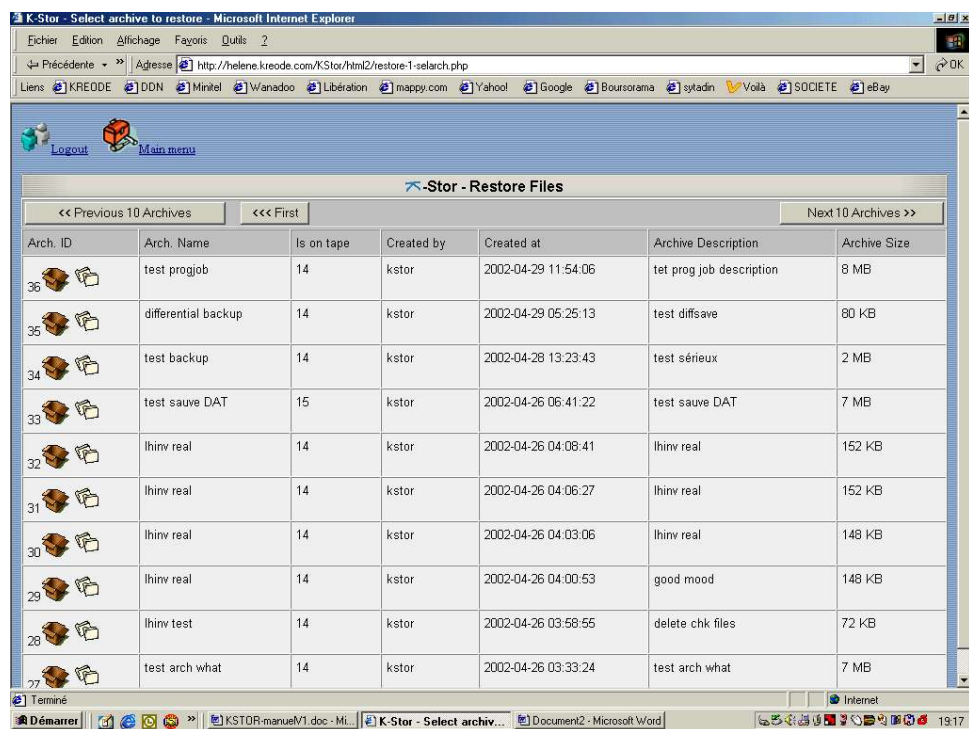 K-Stor - Select archive to restore - Microsoft Internet Explorer
Fichier Edition Affichage Favoris Outils ?
Précédente » Adresse http://helene.kreode.com/KStor/html2/restore-1-selarch.php OK
Liens KREODE DDN Minitel Wanadoo Libération mappy.com Yahoo! Google Boursorama sytadin Voilà SOCIETE eBay
Logout Main menu
K-Stor - Restore Files
<< Previous 10 Archives <<< First Next 10 Archives >>
Arch. ID Arch. Name Is on tape Created by Created at Archive Description Archive Size
36 test progjob 14 kstor 2002-04-29 11:54:06 tet prog job description 8 MB
35 differential backup 14 kstor 2002-04-29 05:25:13 test diffsave 80 KB
34 test backup 14 kstor 2002-04-28 13:23:43 test sérieux 2 MB
33 test sauve DAT 15 kstor 2002-04-26 06:41:22 test sauve DAT 7 MB
32 lhinv real 14 kstor 2002-04-26 04:08:41 lhinv real 152 KB
31 lhinv real 14 kstor 2002-04-26 04:06:27 lhinv real 152 KB
30 lhinv real 14 kstor 2002-04-26 04:03:06 lhinv real 148 KB
29 lhinv real 14 kstor 2002-04-26 04:00:53 good mood 148 KB
28 lhinv test 14 kstor 2002-04-26 03:58:55 delete chk files 72 KB
27 test arch what 14 kstor 2002-04-26 03:33:24 test arch what 7 MB
Terminé Internet
Démarrer » KSTOR-manuelV1.doc - Mi... K-Stor - Select archiv... Document2 - Microsoft Word 19:17